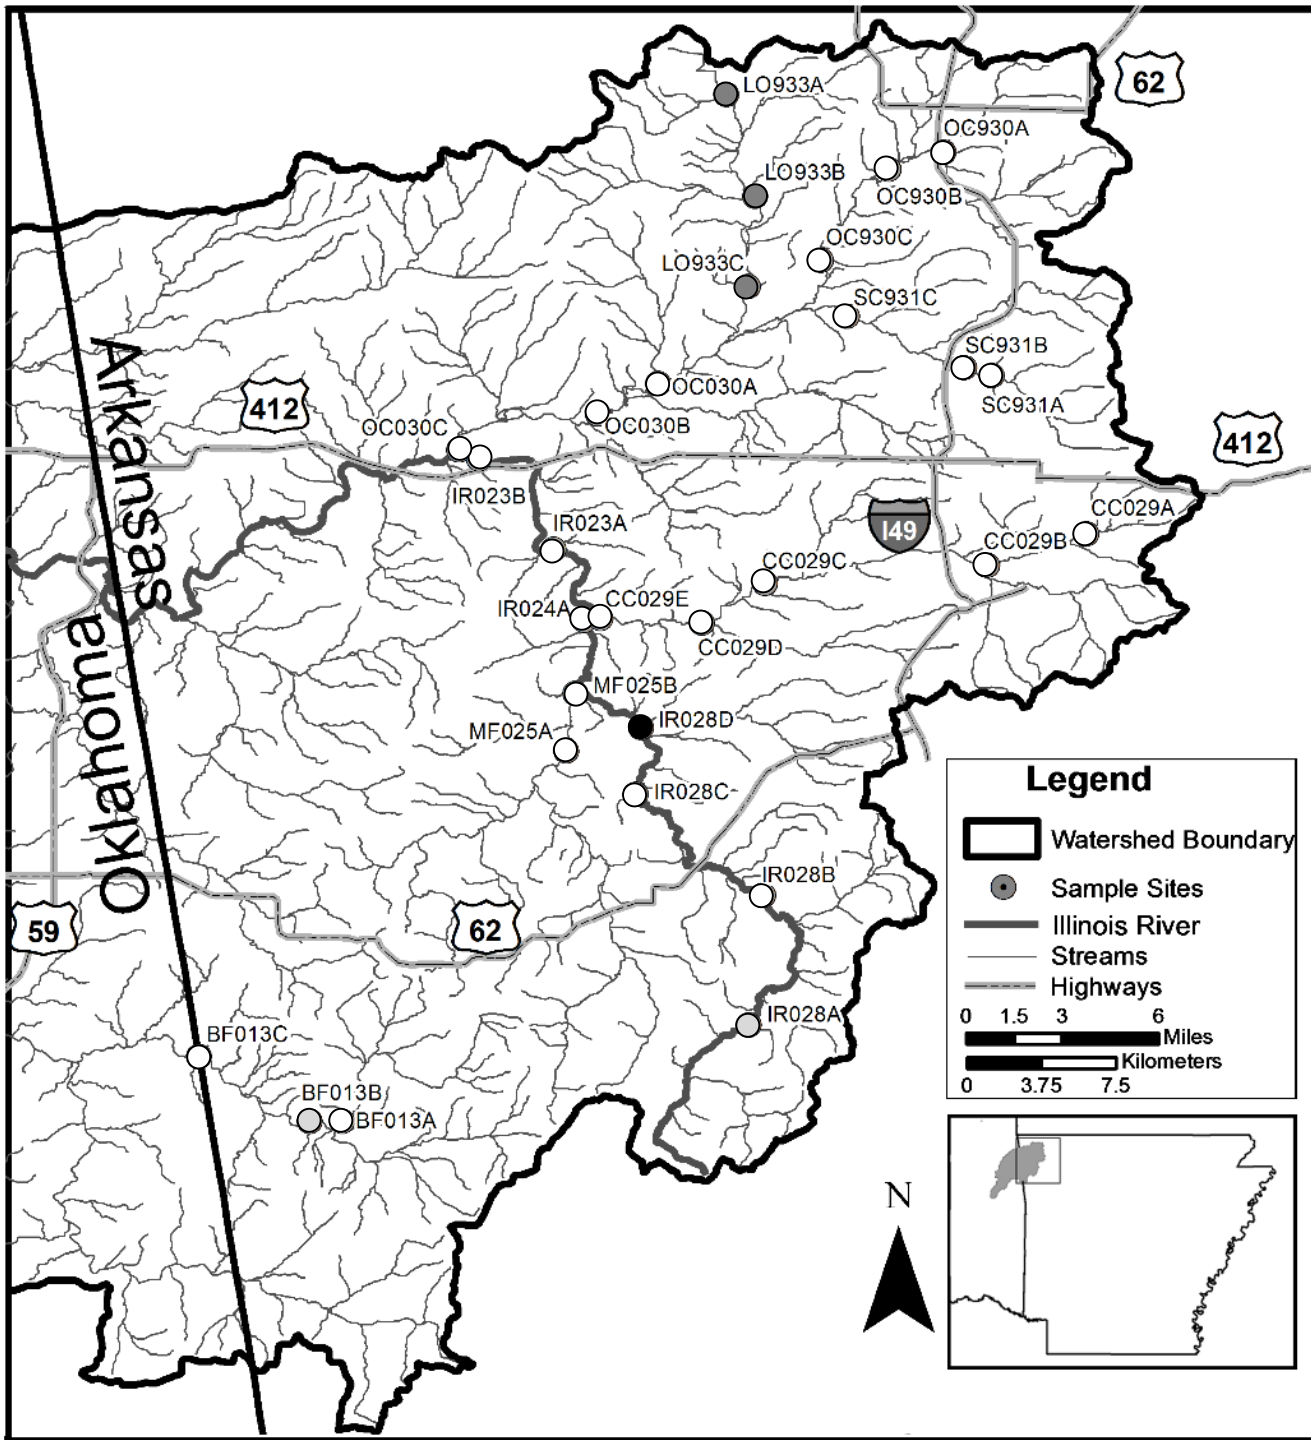 62
LO933A
OC930A
LO933B
OC930B
OC930C
LO933C
SC931C
SC931B
SC931A
Arkansas
412
OC030A
OC030B
OC030C
412
IR023B
IR023A
I49
CC029A
CC029B
CC029C
IR024A
CC029E
CC029D
Oklahoma
MF025B
IR028D
MF025A
IR028C
IR028B
59
62
IR028A
BF013C
BF013B
BF013A
Legend
Watershed Boundary
Sample Sites
Illinois River
Streams
Highways
0 1.5 3 6
Miles
Kilometers
0 3.75 7.5
N